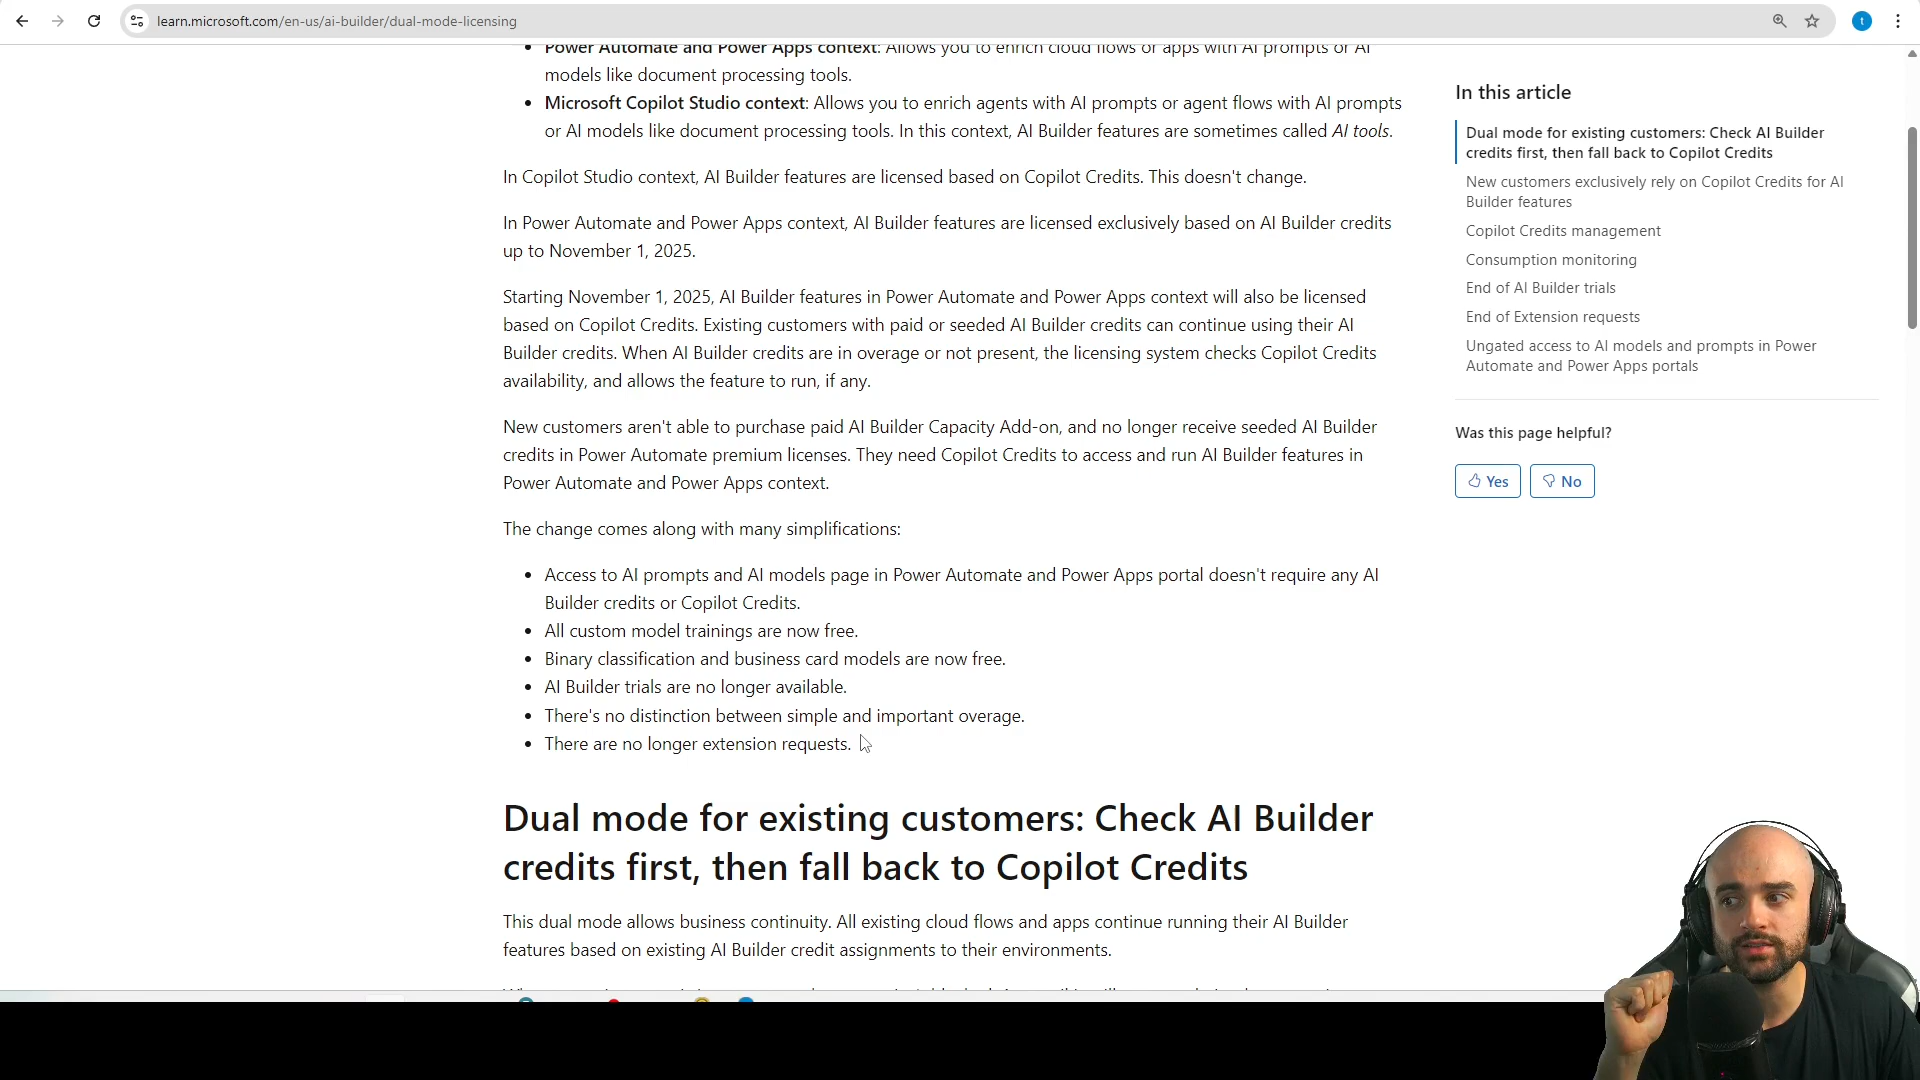 learn.microsoft.com/en-us/ai-builder/dual-mode-licensing
t
• Power Automate and Power Apps context: Allows you to enrich cloud flows or apps with AI prompts or AI
models like document processing tools.
• Microsoft Copilot Studio context: Allows you to enrich agents with AI prompts or agent flows with AI prompts
or AI models like document processing tools. In this context, AI Builder features are sometimes called AI tools.
In Copilot Studio context, AI Builder features are licensed based on Copilot Credits. This doesn't change.
In Power Automate and Power Apps context, AI Builder features are licensed exclusively based on AI Builder credits
up to November 1, 2025.
Starting November 1, 2025, AI Builder features in Power Automate and Power Apps context will also be licensed
based on Copilot Credits. Existing customers with paid or seeded AI Builder credits can continue using their AI
Builder credits. When AI Builder credits are in overage or not present, the licensing system checks Copilot Credits
availability, and allows the feature to run, if any.
New customers aren't able to purchase paid AI Builder Capacity Add-on, and no longer receive seeded AI Builder
credits in Power Automate premium licenses. They need Copilot Credits to access and run AI Builder features in
Power Automate and Power Apps context.
The change comes along with many simplifications:
• Access to AI prompts and AI models page in Power Automate and Power Apps portal doesn't require any AI
Builder credits or Copilot Credits.
• All custom model trainings are now free.
• Binary classification and business card models are now free.
• AI Builder trials are no longer available.
• There's no distinction between simple and important overage.
• There are no longer extension requests.
Dual mode for existing customers: Check AI Builder
credits first, then fall back to Copilot Credits
This dual mode allows business continuity. All existing cloud flows and apps continue running their AI Builder
features based on existing AI Builder credit assignments to their environments.
In this article
Dual mode for existing customers: Check AI Builder
credits first, then fall back to Copilot Credits
New customers exclusively rely on Copilot Credits for AI
Builder features
Copilot Credits management
Consumption monitoring
End of AI Builder trials
End of Extension requests
Ungated access to AI models and prompts in Power
Automate and Power Apps portals
Was this page helpful?
Yes
No